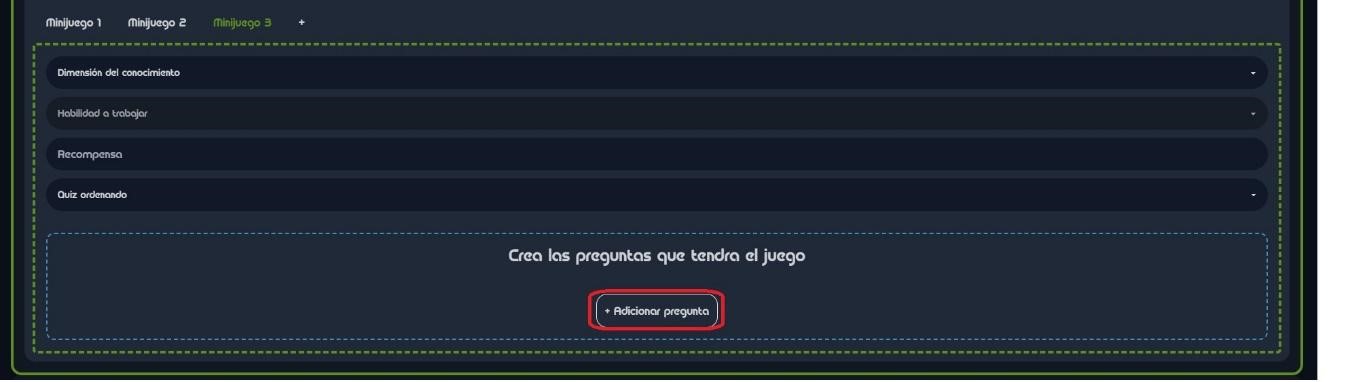 Minijuego 1 Minijuego 2 Minijuego 3 +
Dimensión del conocimiento
Habilidad a trabajar
Recompensa
Quiz ordenando
Crea las preguntas que tendra el juego
+ Adicionar pregunta